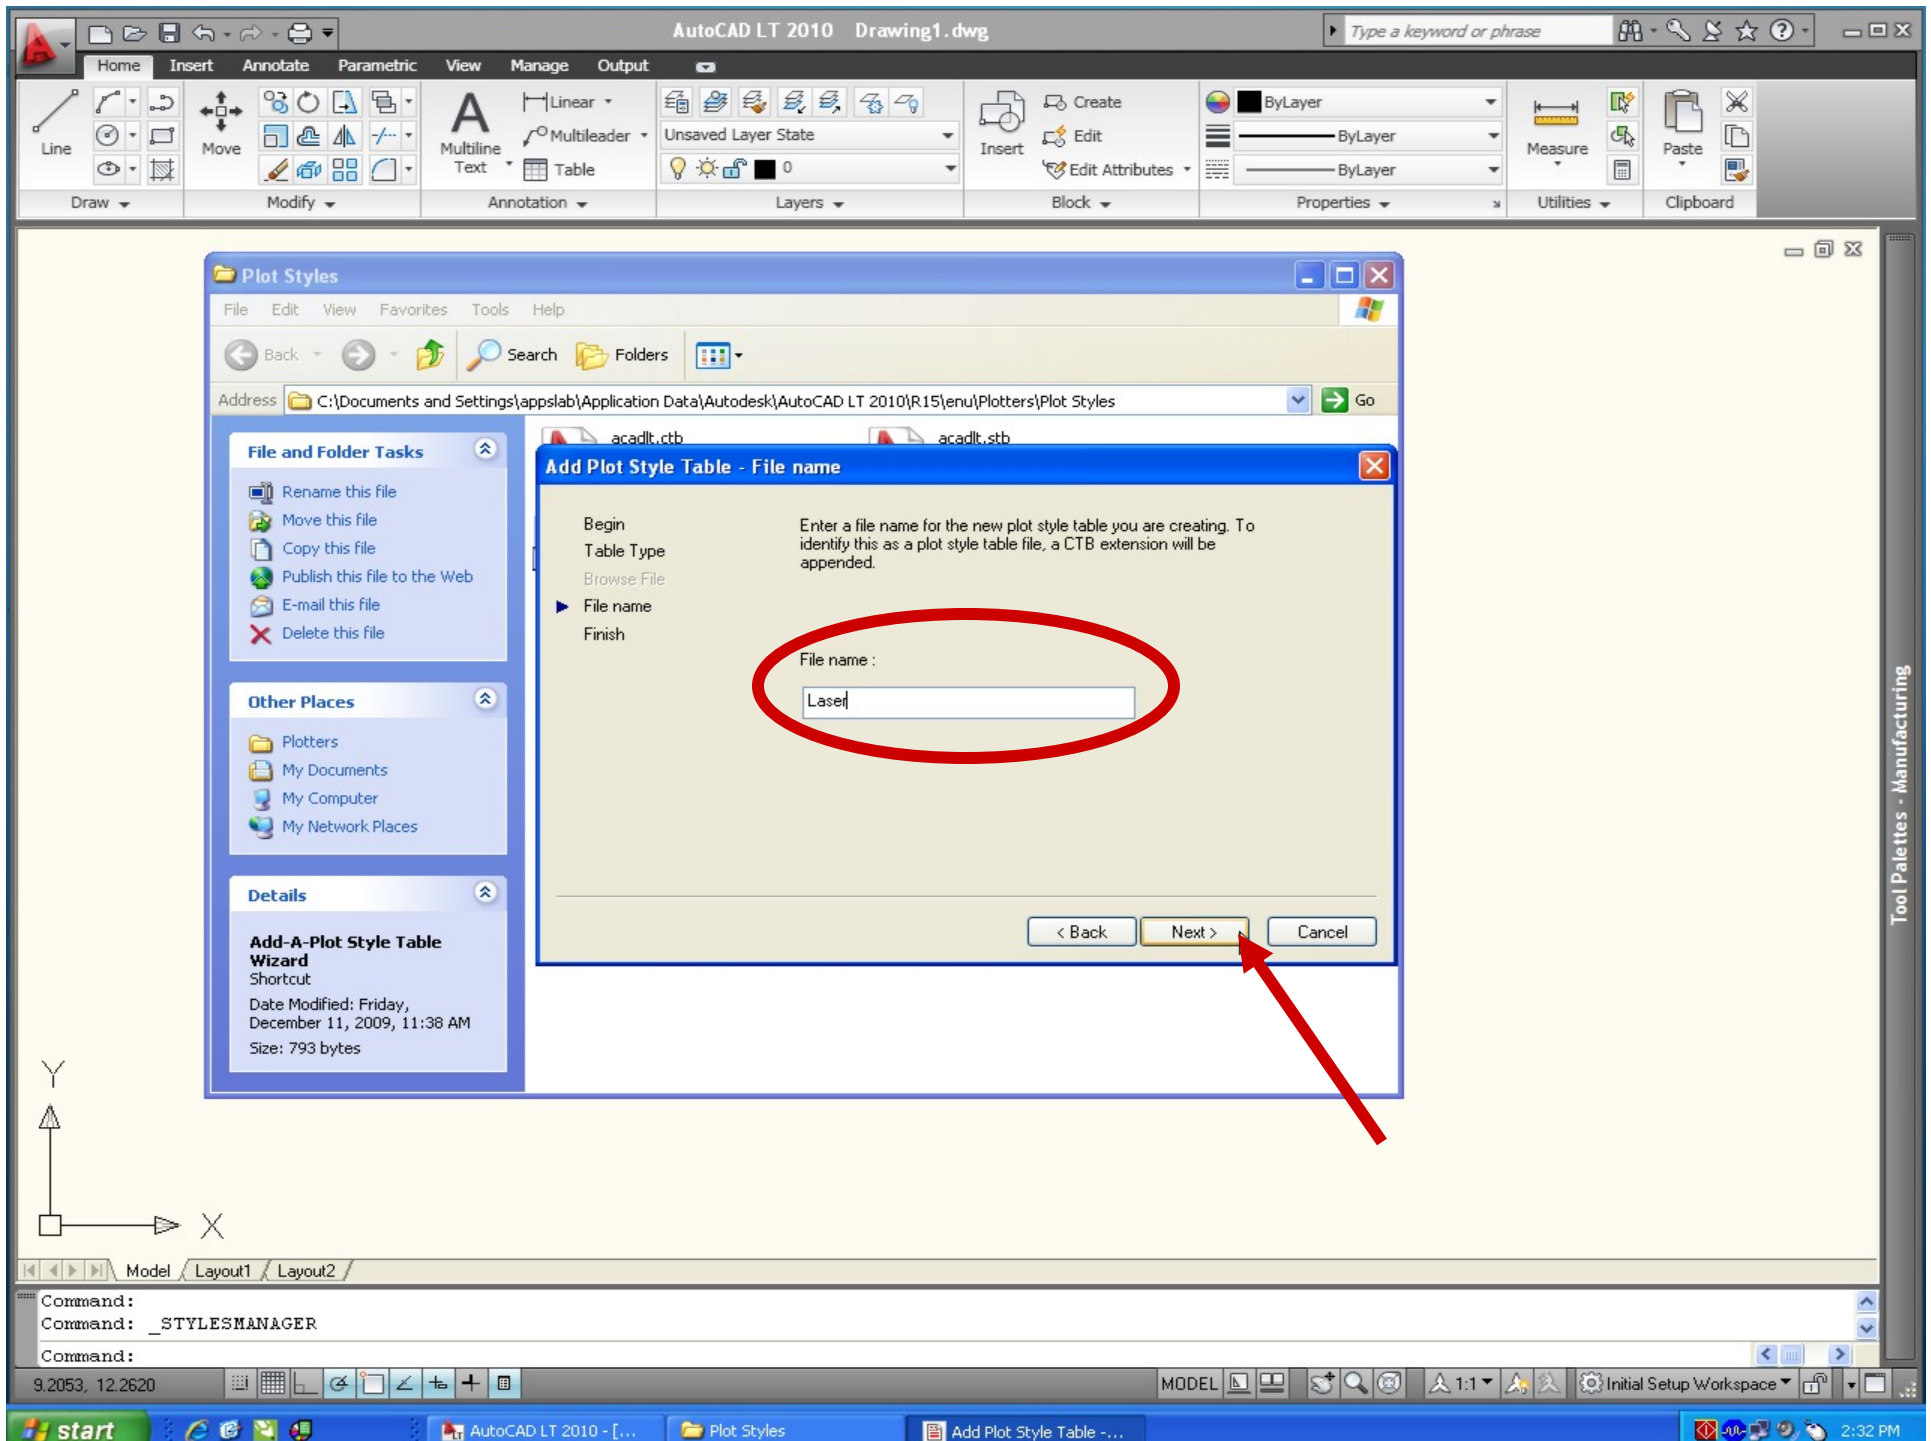 AutoCAD LT 2010 Drawing1.dwg
Type a keyword or phrase
Home Insert Annotate Parametric View Manage Output
Line
Move
Multiline
Text
Linear
Multileader
Table
Unsaved Layer State
0
Insert
Create
Edit
Edit Attributes
ByLayer
ByLayer
ByLayer
Measure
Paste
Draw Modify Annotation Layers Block Properties Utilities Clipboard
Plot Styles
File Edit View Favorites Tools Help
Back Search Folders
Address C:\Documents and Settings\appslab\Application Data\Autodesk\AutoCAD LT 2010\R15\enu\Plotters\Plot Styles Go
acadlt.ctb acadlt.stb
File and Folder Tasks
Rename this file
Move this file
Copy this file
Publish this file to the Web
E-mail this file
Delete this file
Other Places
Plotters
My Documents
My Computer
My Network Places
Details
Add-A-Plot Style Table
Wizard
Shortcut
Date Modified: Friday,
December 11, 2009, 11:38 AM
Size: 793 bytes
Add Plot Style Table - File name
Begin
Table Type
Browse File
File name
Finish
Enter a file name for the new plot style table you are creating. To
identify this as a plot style table file, a CTB extension will be
appended.
File name :
Laser
< Back Next > Cancel
Tool Palettes - Manufacturing
Y
X
Model Layout1 Layout2
Command:
Command: _STYLESMANAGER
Command:
9.2053, 12.2620
MODEL 1:1 Initial Setup Workspace
start AutoCAD LT 2010 - [... Plot Styles Add Plot Style Table -... 2:32 PM